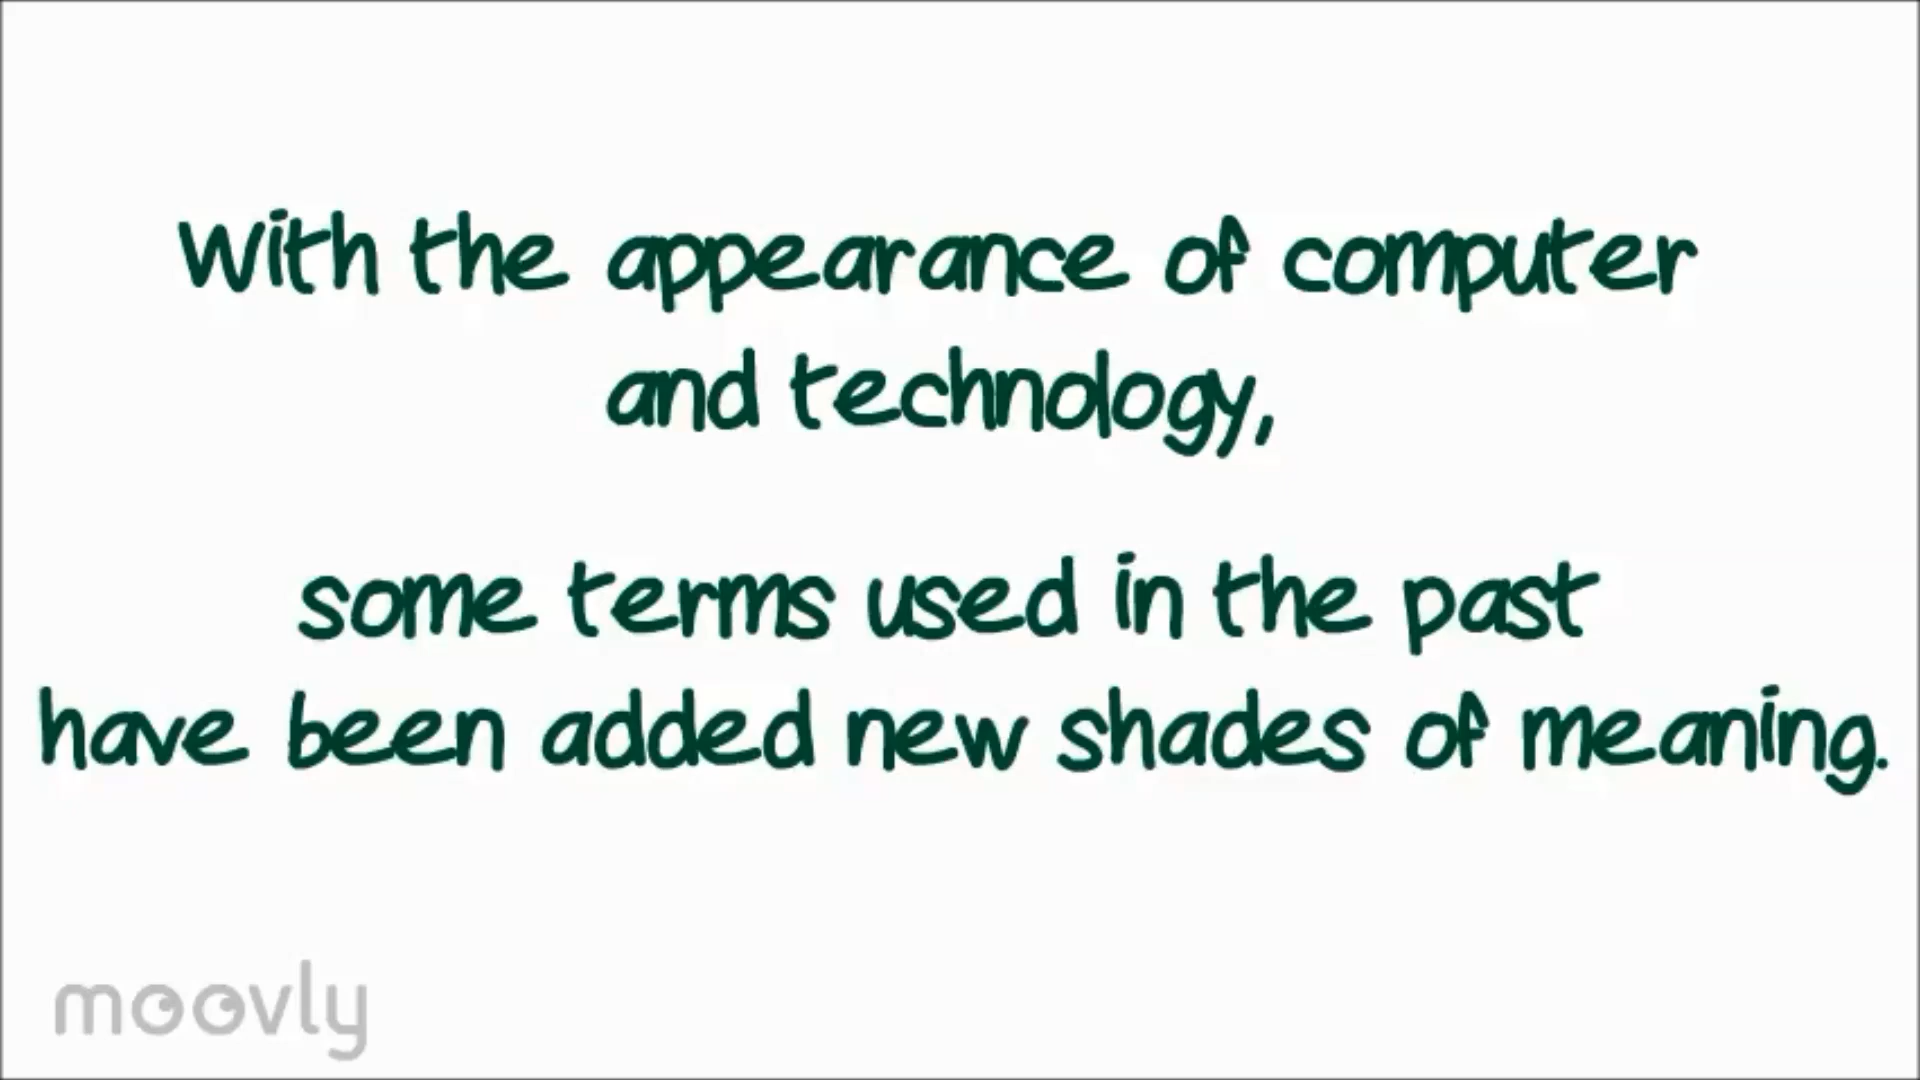 With the appearance of computer
and technology,
some terms used in the past
have been added new shades of meaning.
moovly